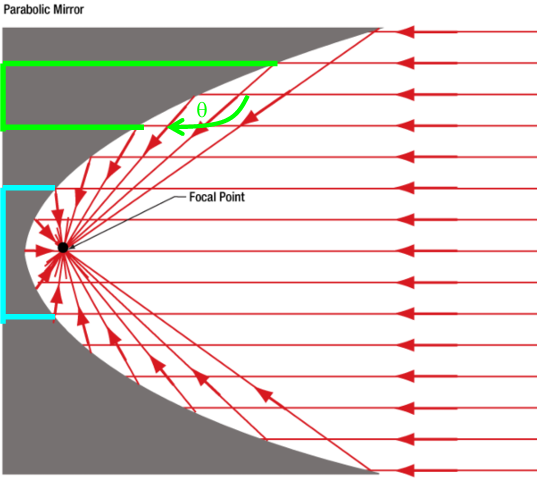 Parabolic Mirror
θ
Focal Point